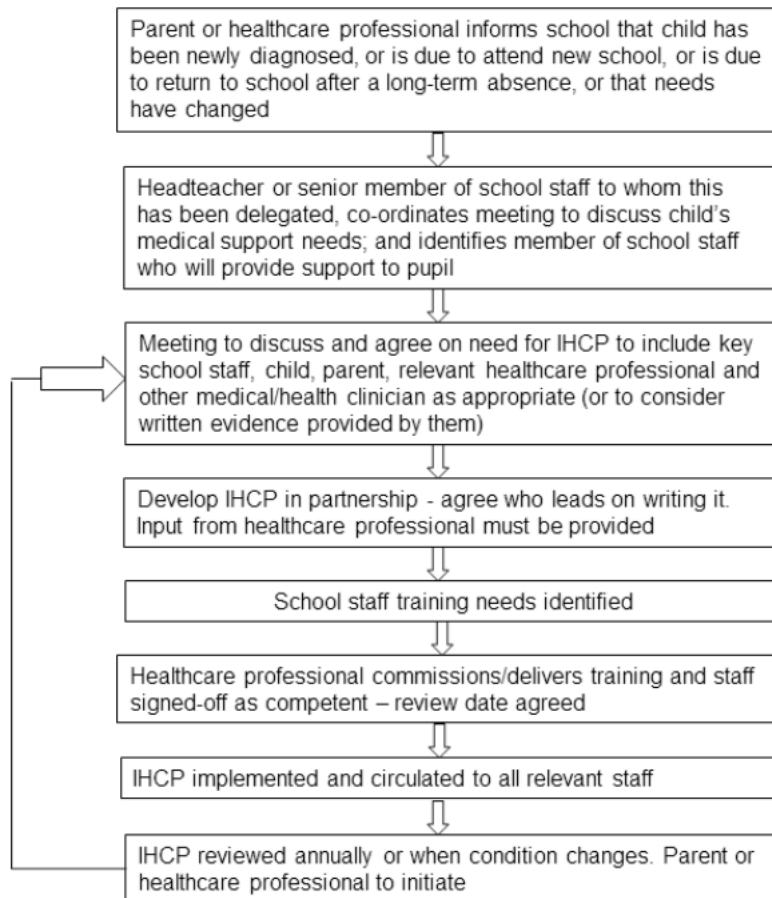 Parent or healthcare professional informs school that child has
been newly diagnosed, or is due to attend new school, or is due
to return to school after a long-term absence, or that needs
have changed
Headteacher or senior member of school staff to whom this
has been delegated, co-ordinates meeting to discuss child's
medical support needs; and identifies member of school staff
who will provide support to pupil
Meeting to discuss and agree on need for IHCP to include key
school staff, child, parent, relevant healthcare professional and
other medical/health clinician as appropriate (or to consider
written evidence provided by them)
Develop IHCP in partnership - agree who leads on writing it.
Input from healthcare professional must be provided
School staff training needs identified
Healthcare professional commissions/delivers training and staff
signed-off as competent – review date agreed
IHCP implemented and circulated to all relevant staff
IHCP reviewed annually or when condition changes. Parent or
healthcare professional to initiate